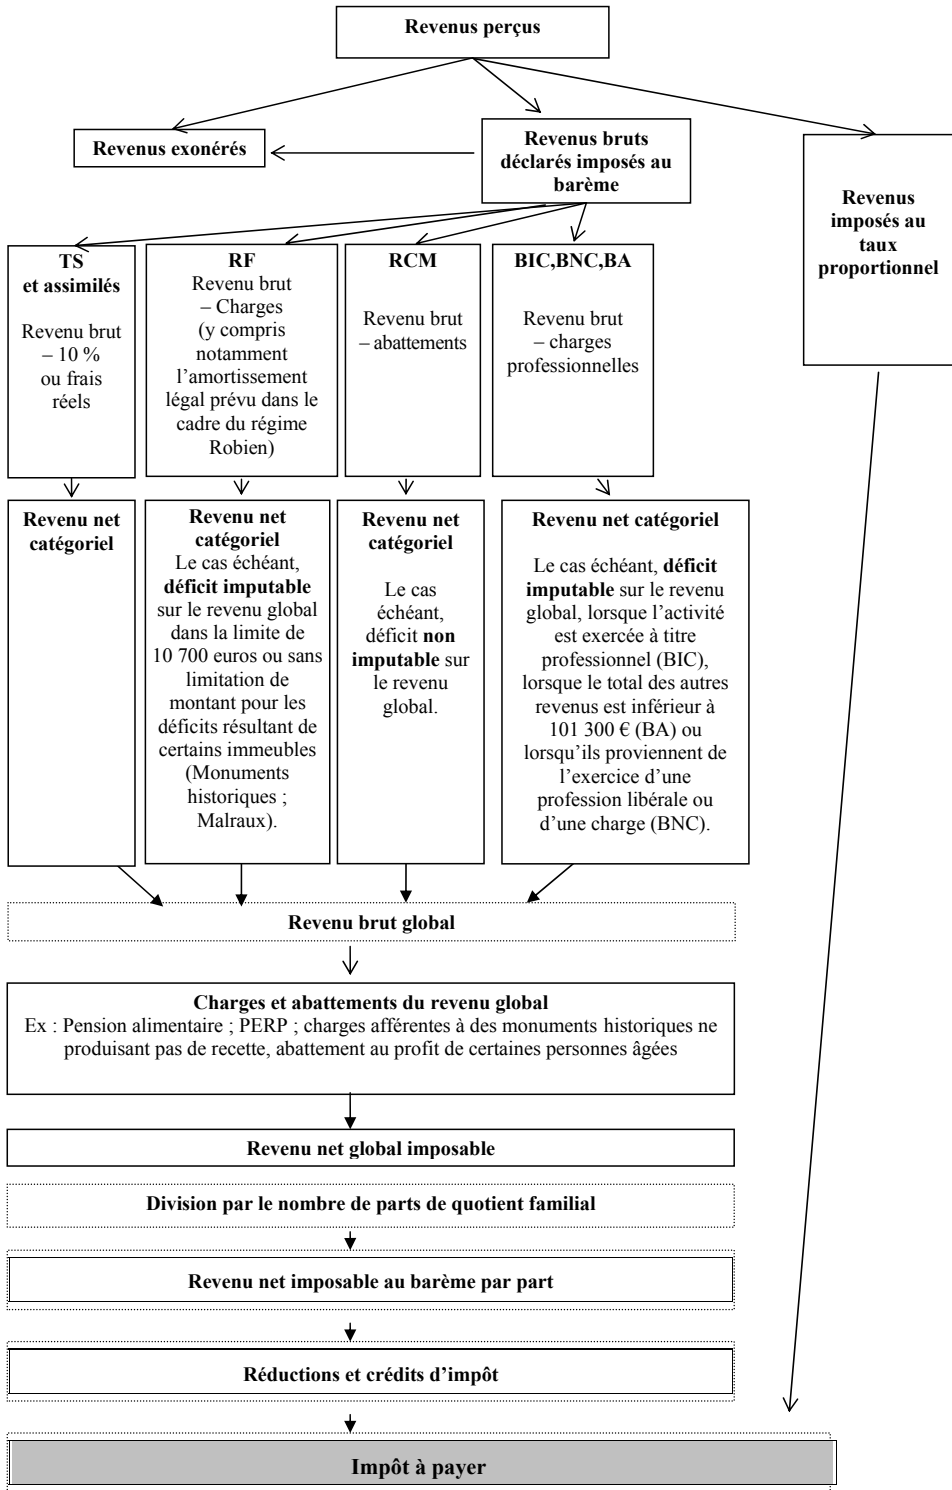 Revenus perçus
Revenus exonérés
Revenus bruts
déclarés imposés au
barème
Revenus
imposés au
taux
proportionnel
TS
et assimilés
Revenu brut
– 10 %
ou frais
réels
RF
Revenu brut
– Charges
(y compris
notamment
l’amortissement
légal prévu dans le
cadre du régime
Robien)
RCM
Revenu brut
– abattements
BIC,BNC,BA
Revenu brut
– charges
professionnelles
Revenu net
catégoriel
Revenu net
catégoriel
Le cas échéant,
déficit imputable
sur le revenu global
dans la limite de
10 700 euros ou sans
limitation de
montant pour les
déficits résultant de
certains immeubles
(Monuments
historiques ;
Malraux).
Revenu net
catégoriel
Le cas
échéant,
déficit non
imputable sur
le revenu
global.
Revenu net catégoriel
Le cas échéant, déficit
imputable sur le revenu
global, lorsque l’activité
est exercée à titre
professionnel (BIC),
lorsque le total des autres
revenus est inférieur à
101 300 € (BA) ou
lorsqu’ils proviennent de
l’exercice d’une
profession libérale ou
d’une charge (BNC).
Revenu brut global
Charges et abattements du revenu global
Ex : Pension alimentaire ; PERP ; charges afférentes à des monuments historiques ne
produisant pas de recette, abattement au profit de certaines personnes âgées
Revenu net global imposable
Division par le nombre de parts de quotient familial
Revenu net imposable au barème par part
Réductions et crédits d’impôt
Impôt à payer